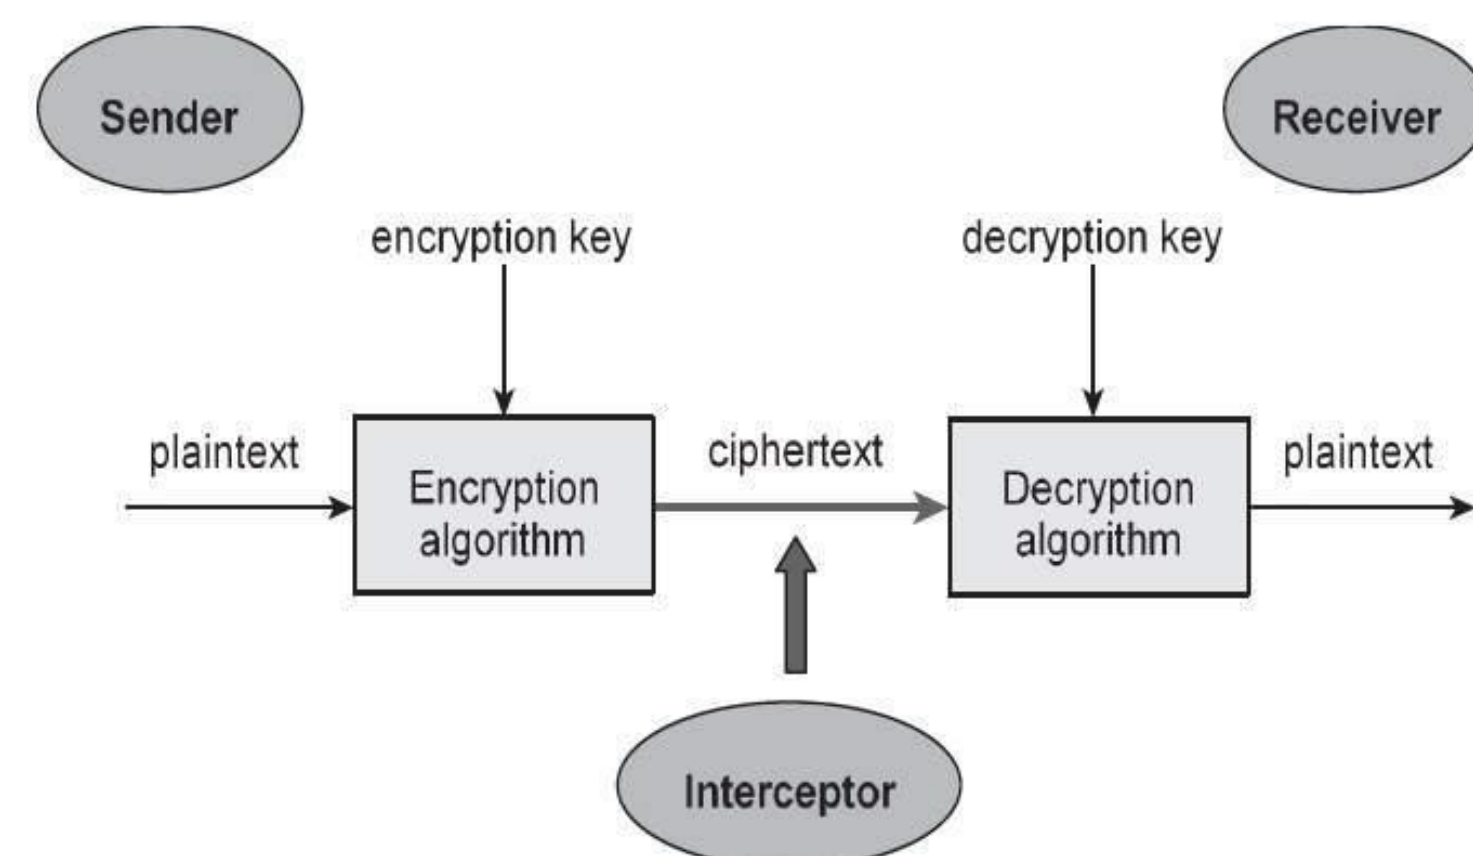 Sender
Receiver
encryption key
decryption key
plaintext
ciphertext
plaintext
Encryption
algorithm
Decryption
algorithm
Interceptor